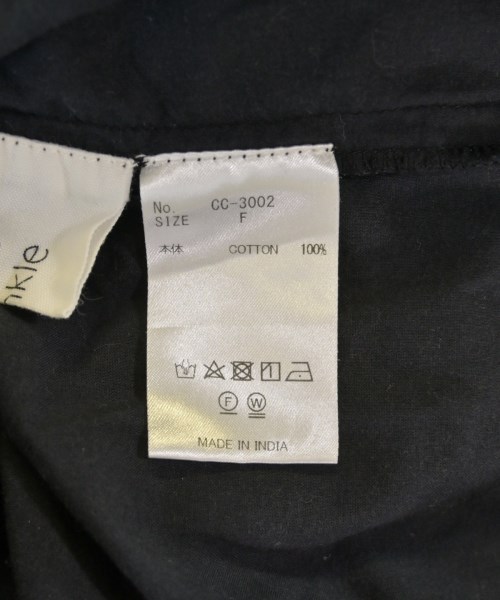 nkle
No. CC-3002
SIZE F
本体 COTTON 100%
F W
MADE IN INDIA